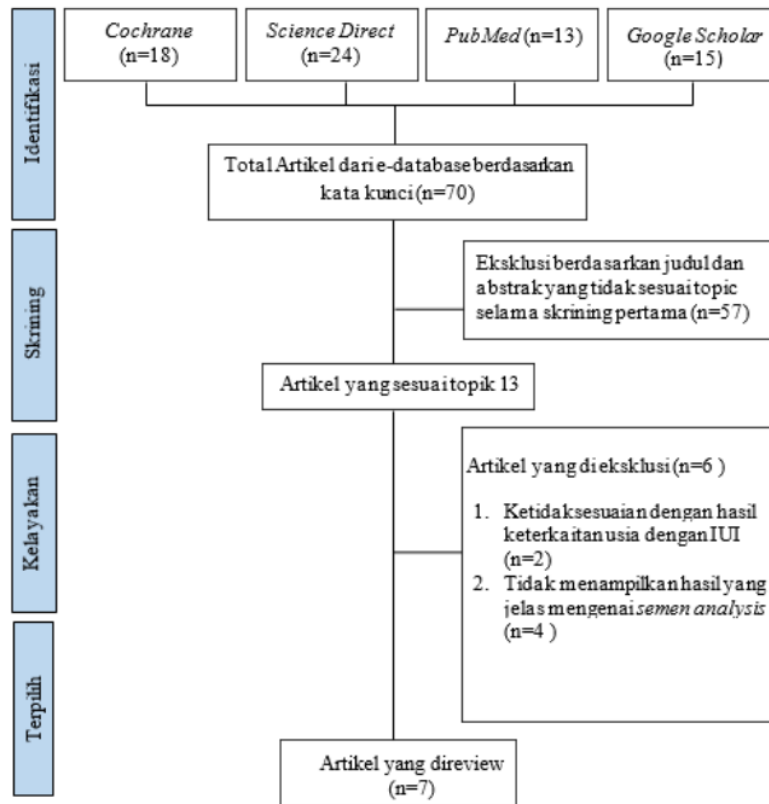 Cochrane
(n=18)
Science Direct
(n=24)
PubMed (n=13)
Google Scholar
(n=15)
Identifikasi
Total Artikel dari e-database berdasarkan
kata kunci (n=70)
Skrining
Eksklusi berdasarkan judul dan
abstrak yang tidak sesuai topic
selama skrining pertama (n=57)
Artikel yang sesuai topik 13
Kelayakan
Artikel yang dieksklusi (n=6 )
1. Ketidaksesuaian dengan hasil
keterkaitan usia dengan IUI
(n=2)
2. Tidak menampilkan hasil yang
jelas mengenai semen analysis
(n=4 )
Terpilih
Artikel yang direview
(n=7)